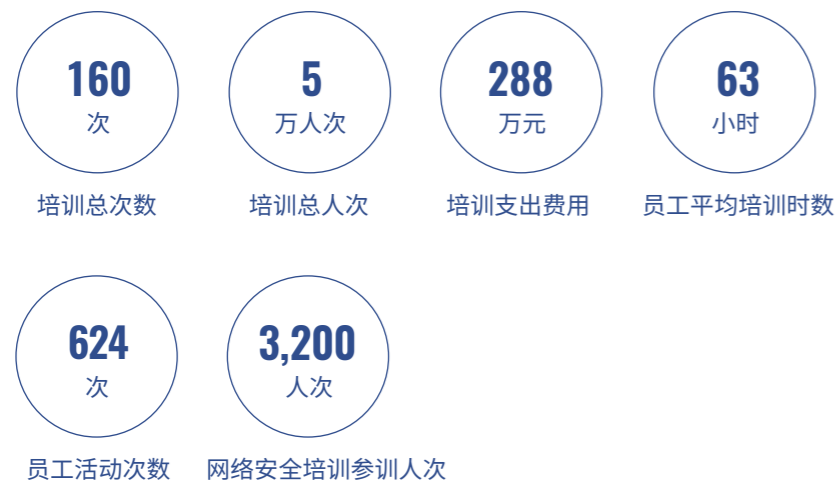 160
次
培训总次数
5
万人次
培训总人次
288
万元
培训支出费用
63
小时
员工平均培训时数
624
次
员工活动次数
3,200
人次
网络安全培训参训人次